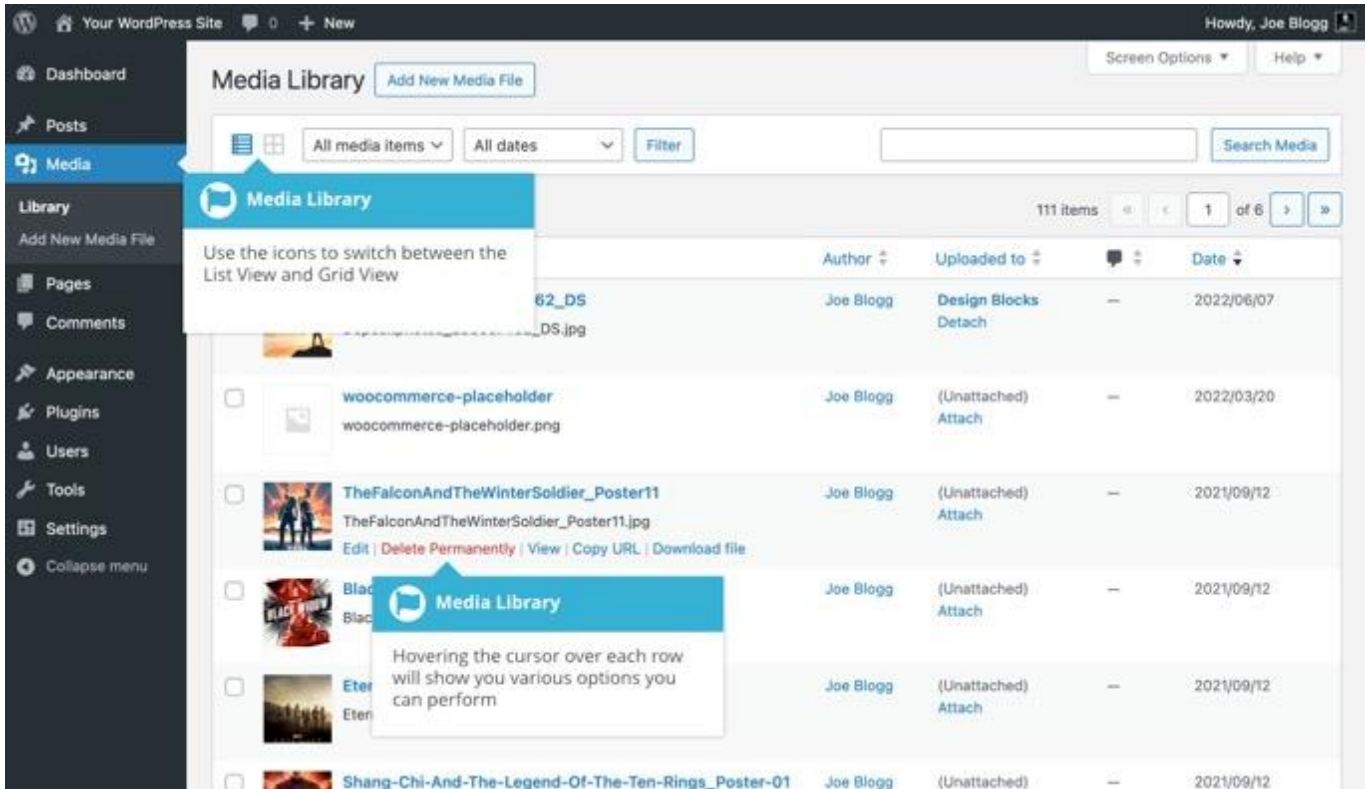 Your WordPress Site 0 + New Howdy, Joe Blogg
Dashboard
Posts
Media
Library
Add New Media File
Pages
Comments
Appearance
Plugins
Users
Tools
Settings
Collapse menu
Screen Options Help
Media Library Add New Media File
All media items All dates Filter Search Media
Media Library
Use the icons to switch between the
List View and Grid View
111 items « ‹ 1 of 6 › »
Author Uploaded to Date
62_DS Joe Blogg Design Blocks — 2022/06/07
_DS.jpg Detach
woocommerce-placeholder Joe Blogg (Unattached) — 2022/03/20
woocommerce-placeholder.png Attach
TheFalconAndTheWinterSoldier_Poster11 Joe Blogg (Unattached) — 2021/09/12
TheFalconAndTheWinterSoldier_Poster11.jpg Attach
Edit | Delete Permanently | View | Copy URL | Download file
BLACK WIDOW
Blac Joe Blogg (Unattached) — 2021/09/12
Blac Attach
Media Library
Hovering the cursor over each row
will show you various options you
can perform
Eter Joe Blogg (Unattached) — 2021/09/12
Eter Attach
Shang-Chi-And-The-Legend-Of-The-Ten-Rings_Poster-01 Joe Blogg (Unattached) — 2021/09/12